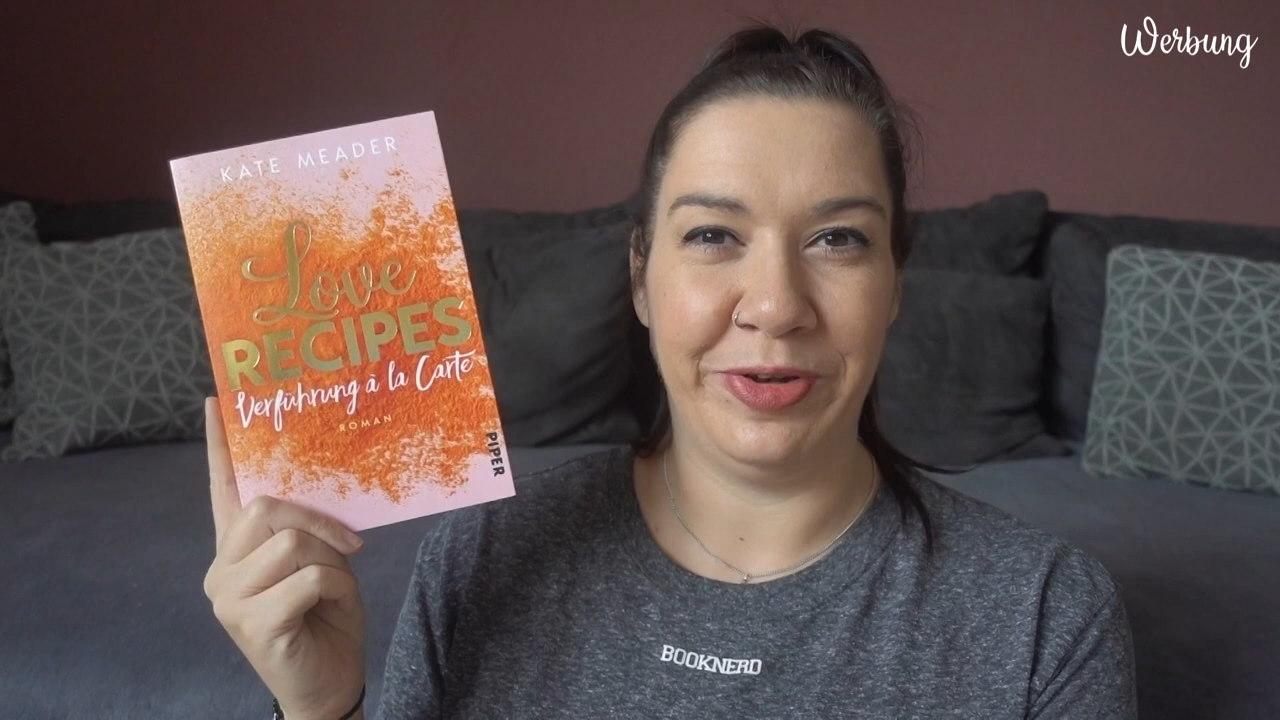 Werbung
KATE MEADER
Love
RECIPES
Verführung à la Carte
ROMAN
PIPER
BOOKNERD